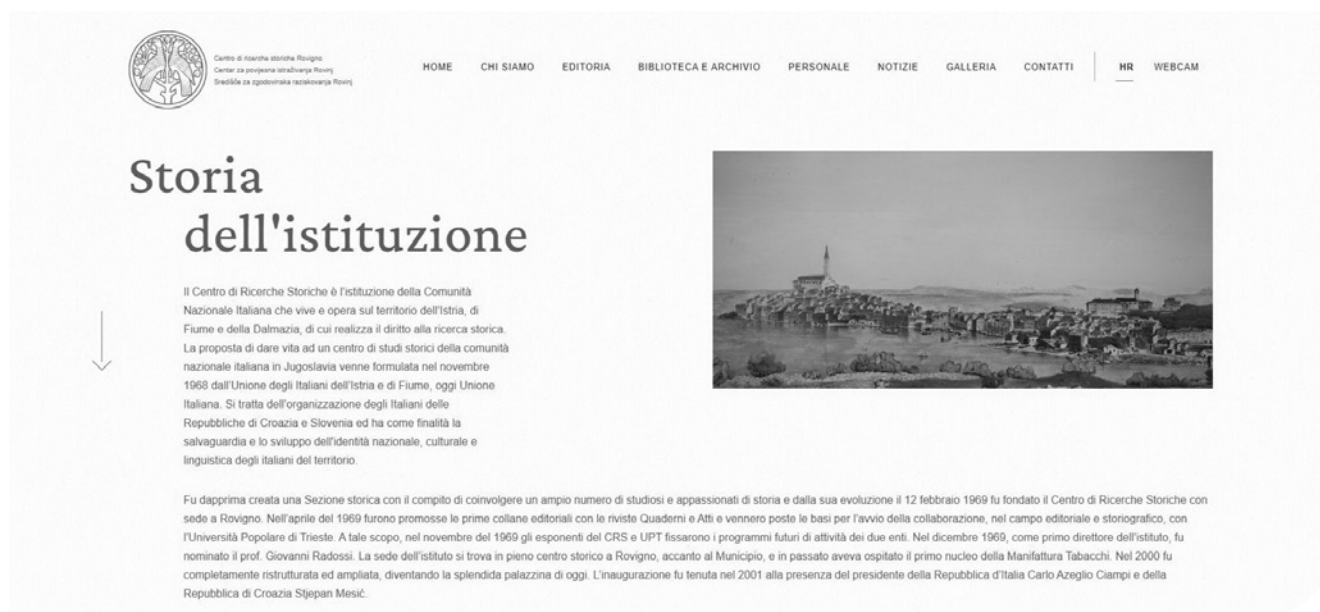 Centro di ricerche storiche Rovigno
Centar za povijesna istraživanja Rovinj
Središče za zgodovinska raziskovanja Rovinj
HOME CHI SIAMO EDITORIA BIBLIOTECA E ARCHIVIO PERSONALE NOTIZIE GALLERIA CONTATTI HR WEBCAM
Storia
dell'istituzione
Il Centro di Ricerche Storiche è l'istituzione della Comunità
Nazionale Italiana che vive e opera sul territorio dell'Istria, di
Fiume e della Dalmazia, di cui realizza il diritto alla ricerca storica.
La proposta di dare vita ad un centro di studi storici della comunità
nazionale italiana in Jugoslavia venne formulata nel novembre
1968 dall'Unione degli Italiani dell'Istria e di Fiume, oggi Unione
Italiana. Si tratta dell'organizzazione degli Italiani delle
Repubbliche di Croazia e Slovenia ed ha come finalità la
salvaguardia e lo sviluppo dell'identità nazionale, culturale e
linguistica degli italiani del territorio.
Fu dapprima creata una Sezione storica con il compito di coinvolgere un ampio numero di studiosi e appassionati di storia e dalla sua evoluzione il 12 febbraio 1969 fu fondato il Centro di Ricerche Storiche con
sede a Rovigno. Nell'aprile del 1969 furono promosse le prime collane editoriali con le riviste Quaderni e Atti e vennero poste le basi per l'avvio della collaborazione, nel campo editoriale e storiografico, con
l'Università Popolare di Trieste. A tale scopo, nel novembre del 1969 gli esponenti del CRS e UPT fissarono i programmi futuri di attività dei due enti. Nel dicembre 1969, come primo direttore dell'istituto, fu
nominato il prof. Giovanni Radossi. La sede dell'istituto si trova in pieno centro storico a Rovigno, accanto al Municipio, e in passato aveva ospitato il primo nucleo della Manifattura Tabacchi. Nel 2000 fu
completamente ristrutturata ed ampliata, diventando la splendida palazzina di oggi. L'inaugurazione fu tenuta nel 2001 alla presenza del presidente della Repubblica d'Italia Carlo Azeglio Ciampi e della
Repubblica di Croazia Stjepan Mesić.